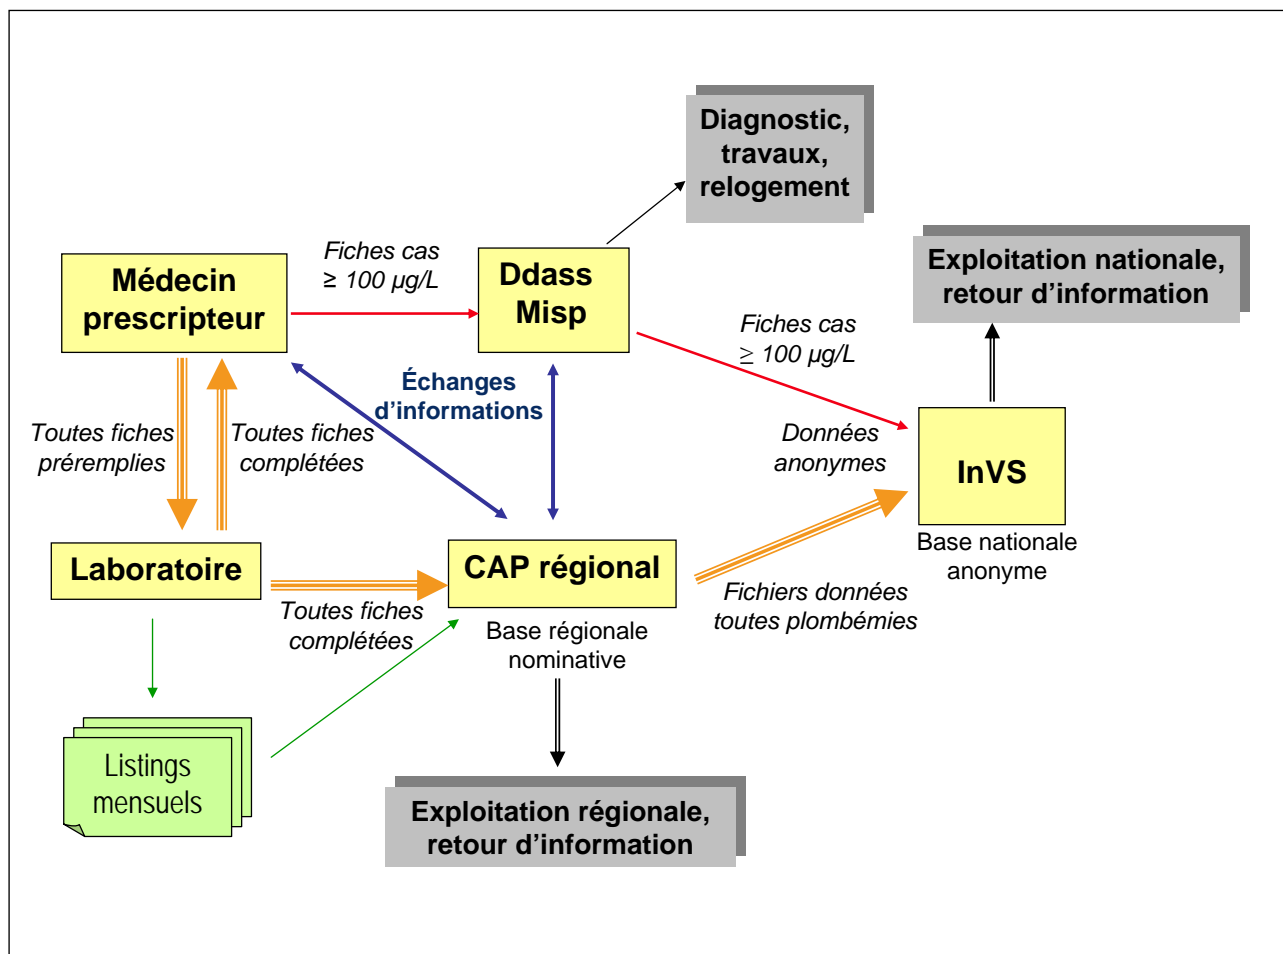 Diagnostic,
travaux,
relogement
Fiches cas
≥ 100 µg/L
Médecin
prescripteur
Ddass
Misp
Exploitation nationale,
retour d’information
Fiches cas
≥ 100 µg/L
Échanges
d’informations
Toutes fiches
préremplies
Toutes fiches
complétées
Données
anonymes
InVS
Base nationale
anonyme
Laboratoire
CAP régional
Toutes fiches
complétées
Fichiers données
toutes plombémies
Base régionale
nominative
Listings
mensuels
Exploitation régionale,
retour d’information